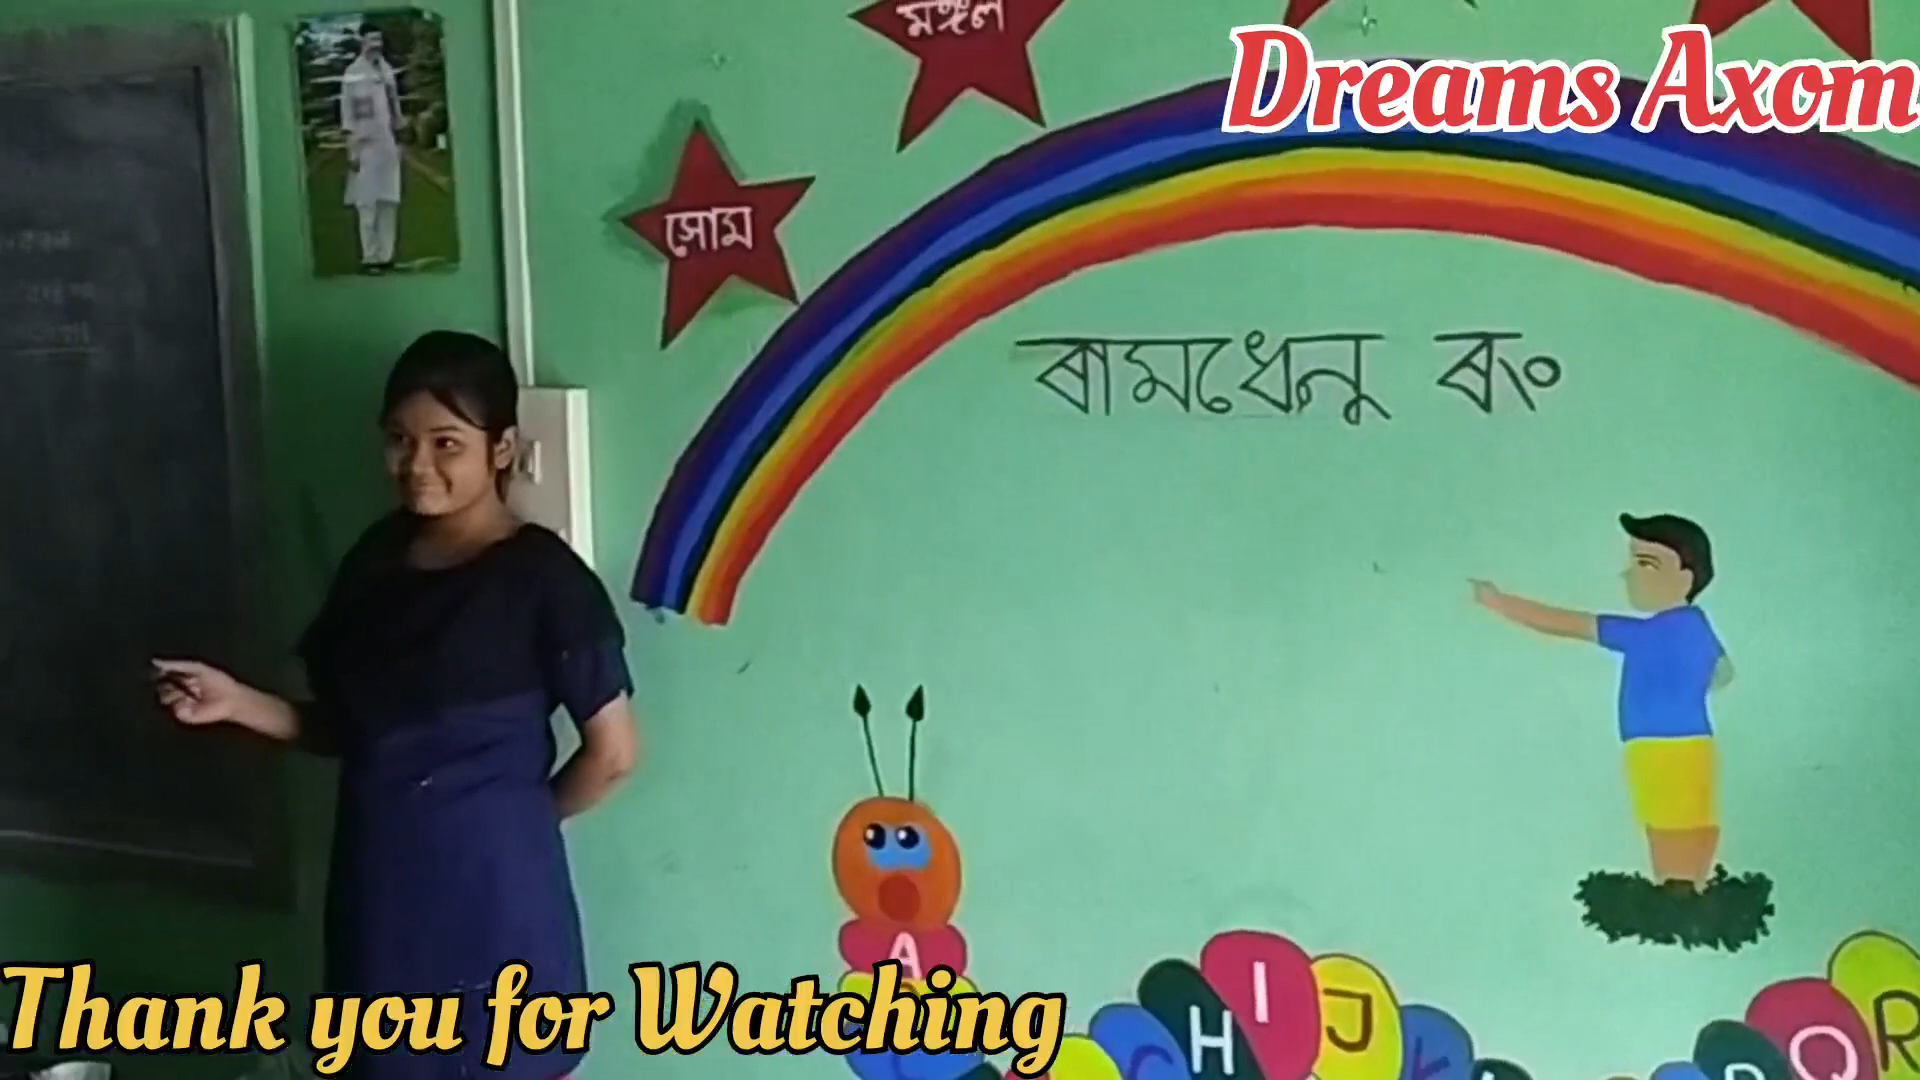 মঙ্গল
Dreams Axom
সোম
ৰামধেনু ৰং
A
H I J
Q R
Thank you for Watching